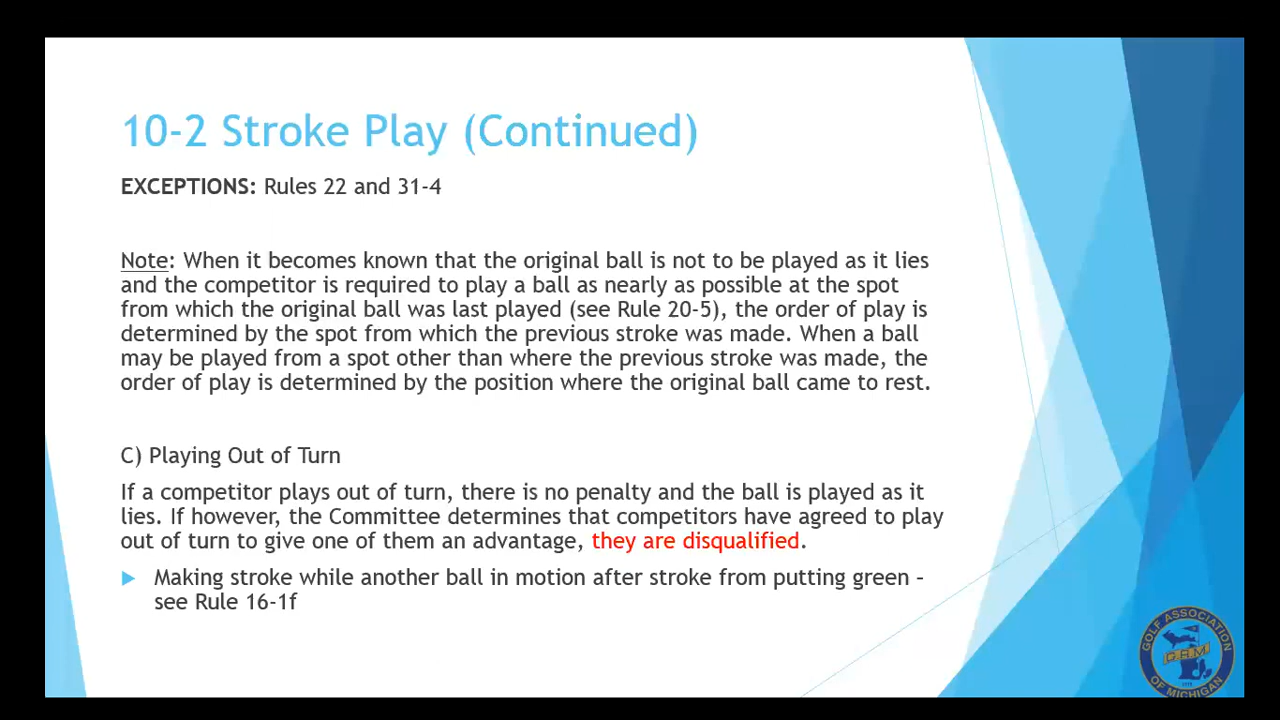 10-2 Stroke Play (Continued)
EXCEPTIONS: Rules 22 and 31-4
Note: When it becomes known that the original ball is not to be played as it lies
and the competitor is required to play a ball as nearly as possible at the spot
from which the original ball was last played (see Rule 20-5), the order of play is
determined by the spot from which the previous stroke was made. When a ball
may be played from a spot other than where the previous stroke was made, the
order of play is determined by the position where the original ball came to rest.
C) Playing Out of Turn
If a competitor plays out of turn, there is no penalty and the ball is played as it
lies. If however, the Committee determines that competitors have agreed to play
out of turn to give one of them an advantage, they are disqualified.
Making stroke while another ball in motion after stroke from putting green –
see Rule 16-1f
GOLF ASSOCIATION
G.A.M
OF MICHIGAN